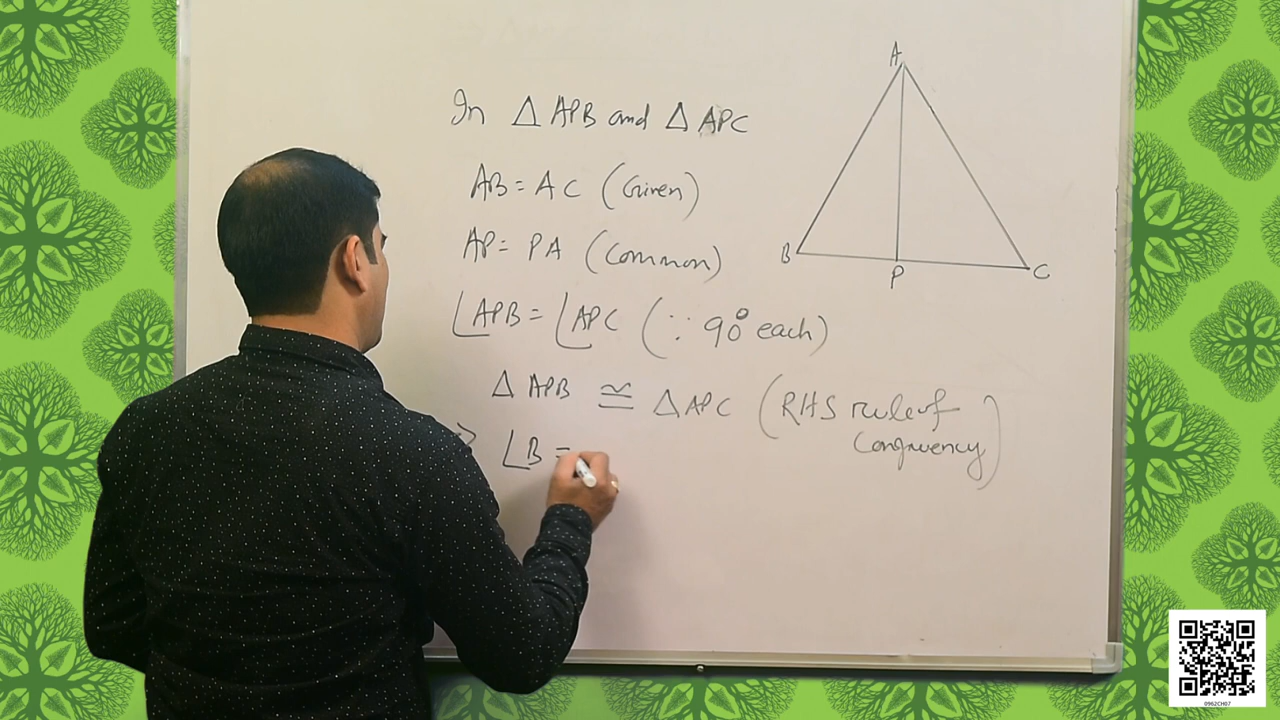 In △ APB and △ APC
AB = AC (Given)
AP = PA (Common)
∠APB = ∠APC (∵ 90° each)
△ APB ≅ △ APC (RHS rule of
congruency)
⇒ ∠B =
A
B
P
C
0962CH07